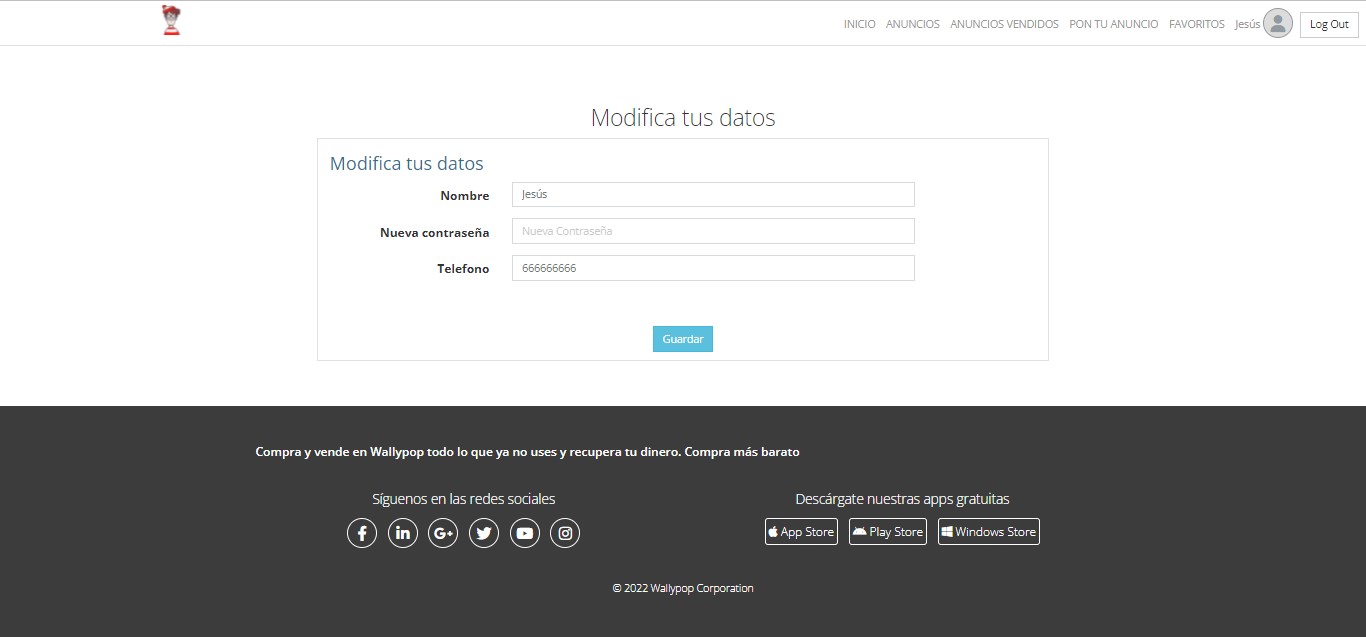 INICIO ANUNCIOS ANUNCIOS VENDIDOS PON TU ANUNCIO FAVORITOS Jesús Log Out
Modifica tus datos
Modifica tus datos
Nombre Jesús
Nueva contraseña Nueva Contraseña
Telefono 666666666
Guardar
Compra y vende en Wallypop todo lo que ya no uses y recupera tu dinero. Compra más barato
Síguenos en las redes sociales Descárgate nuestras apps gratuitas
App Store Play Store Windows Store
© 2022 Wallypop Corporation